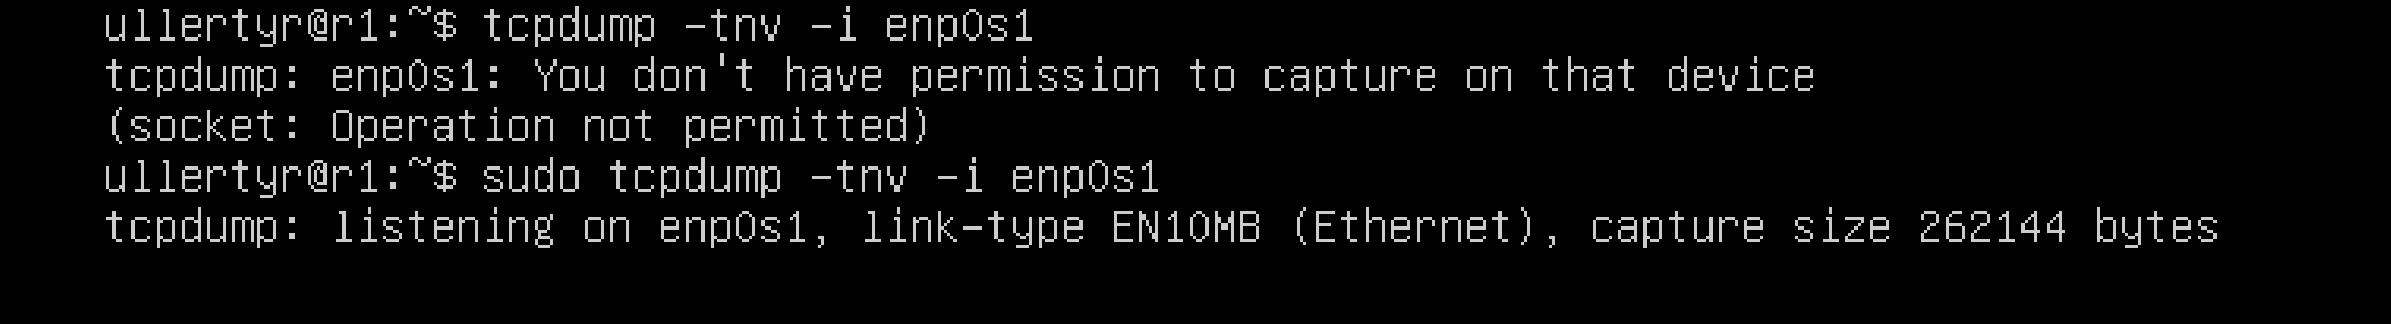 ullertyr@r1:~$ tcpdump -tnv -i enp0s1
tcpdump: enp0s1: You don't have permission to capture on that device
(socket: Operation not permitted)
ullertyr@r1:~$ sudo tcpdump -tnv -i enp0s1
tcpdump: listening on enp0s1, link-type EN10MB (Ethernet), capture size 262144 bytes